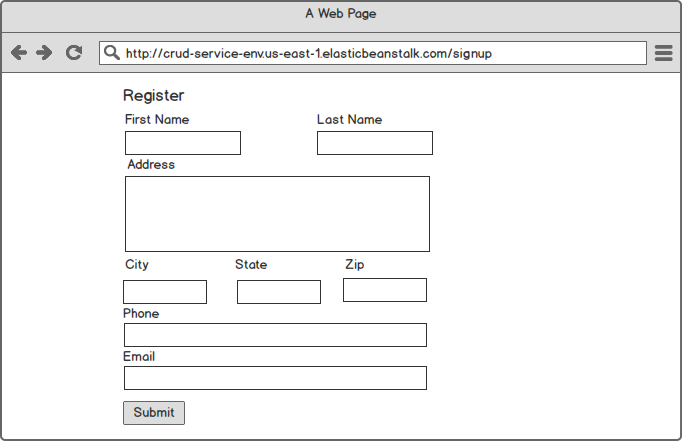 A Web Page
http://crud-service-env.us-east-1.elasticbeanstalk.com/signup
Register
First Name Last Name
Address
City State Zip
Phone
Email
Submit